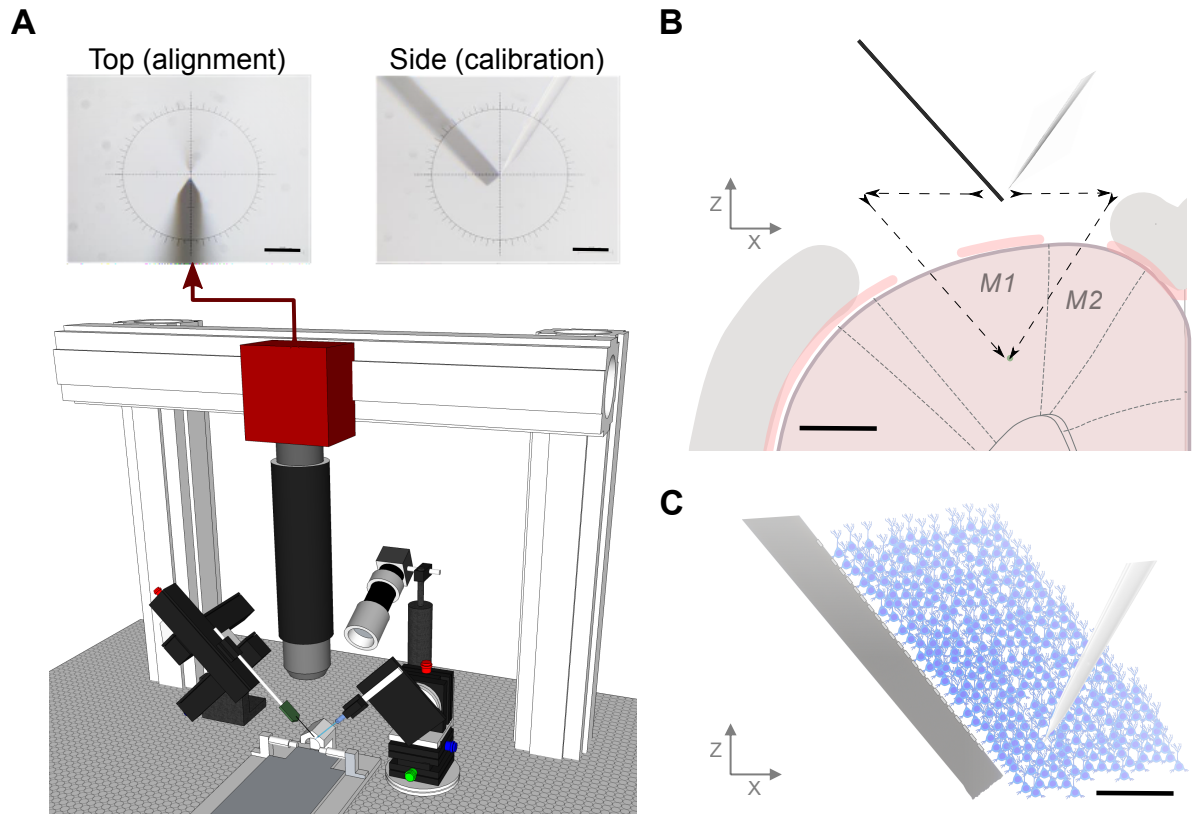 A
Top (alignment)
Side (calibration)
B
Z
X
M1
M2
C
Z
X